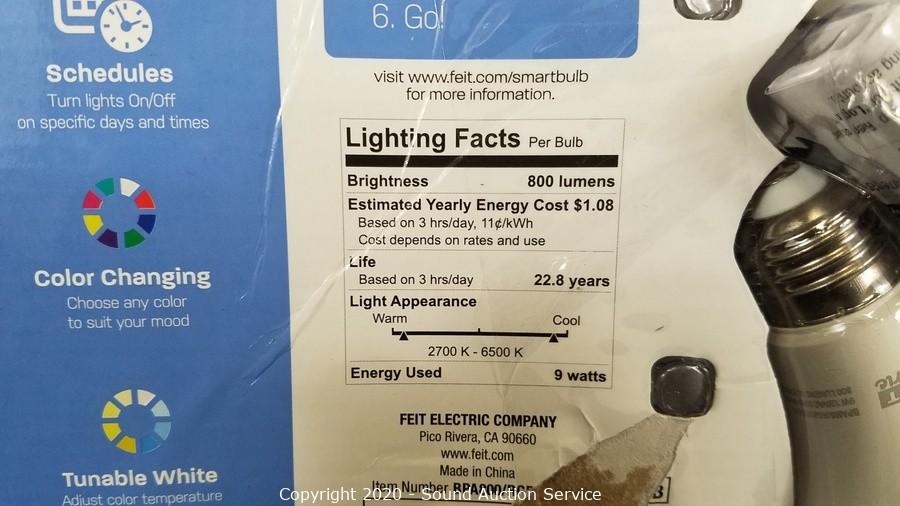 6. Go!
Schedules
Turn lights On/Off
on specific days and times
Color Changing
Choose any color
to suit your mood
Tunable White
Adjust color temperature
visit www.feit.com/smartbulb
for more information.
Lighting Facts Per Bulb
Brightness 800 lumens
Estimated Yearly Energy Cost $1.08
Based on 3 hrs/day, 11¢/kWh
Cost depends on rates and use
Life
Based on 3 hrs/day 22.8 years
Light Appearance
Warm Cool
2700 K - 6500 K
Energy Used 9 watts
FEIT ELECTRIC COMPANY
Pico Rivera, CA 90660
www.feit.com
Made in China
Item Number
Copyright 2020 - Sound Auction Service